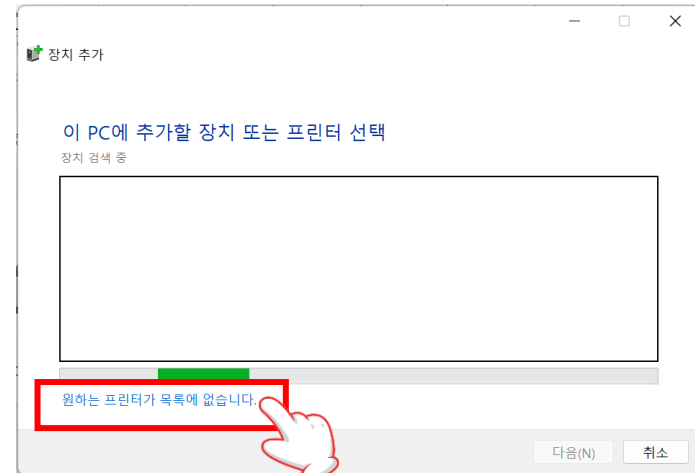 장치 추가
이 PC에 추가할 장치 또는 프린터 선택
장치 검색 중
원하는 프린터가 목록에 없습니다.
다음(N)
취소